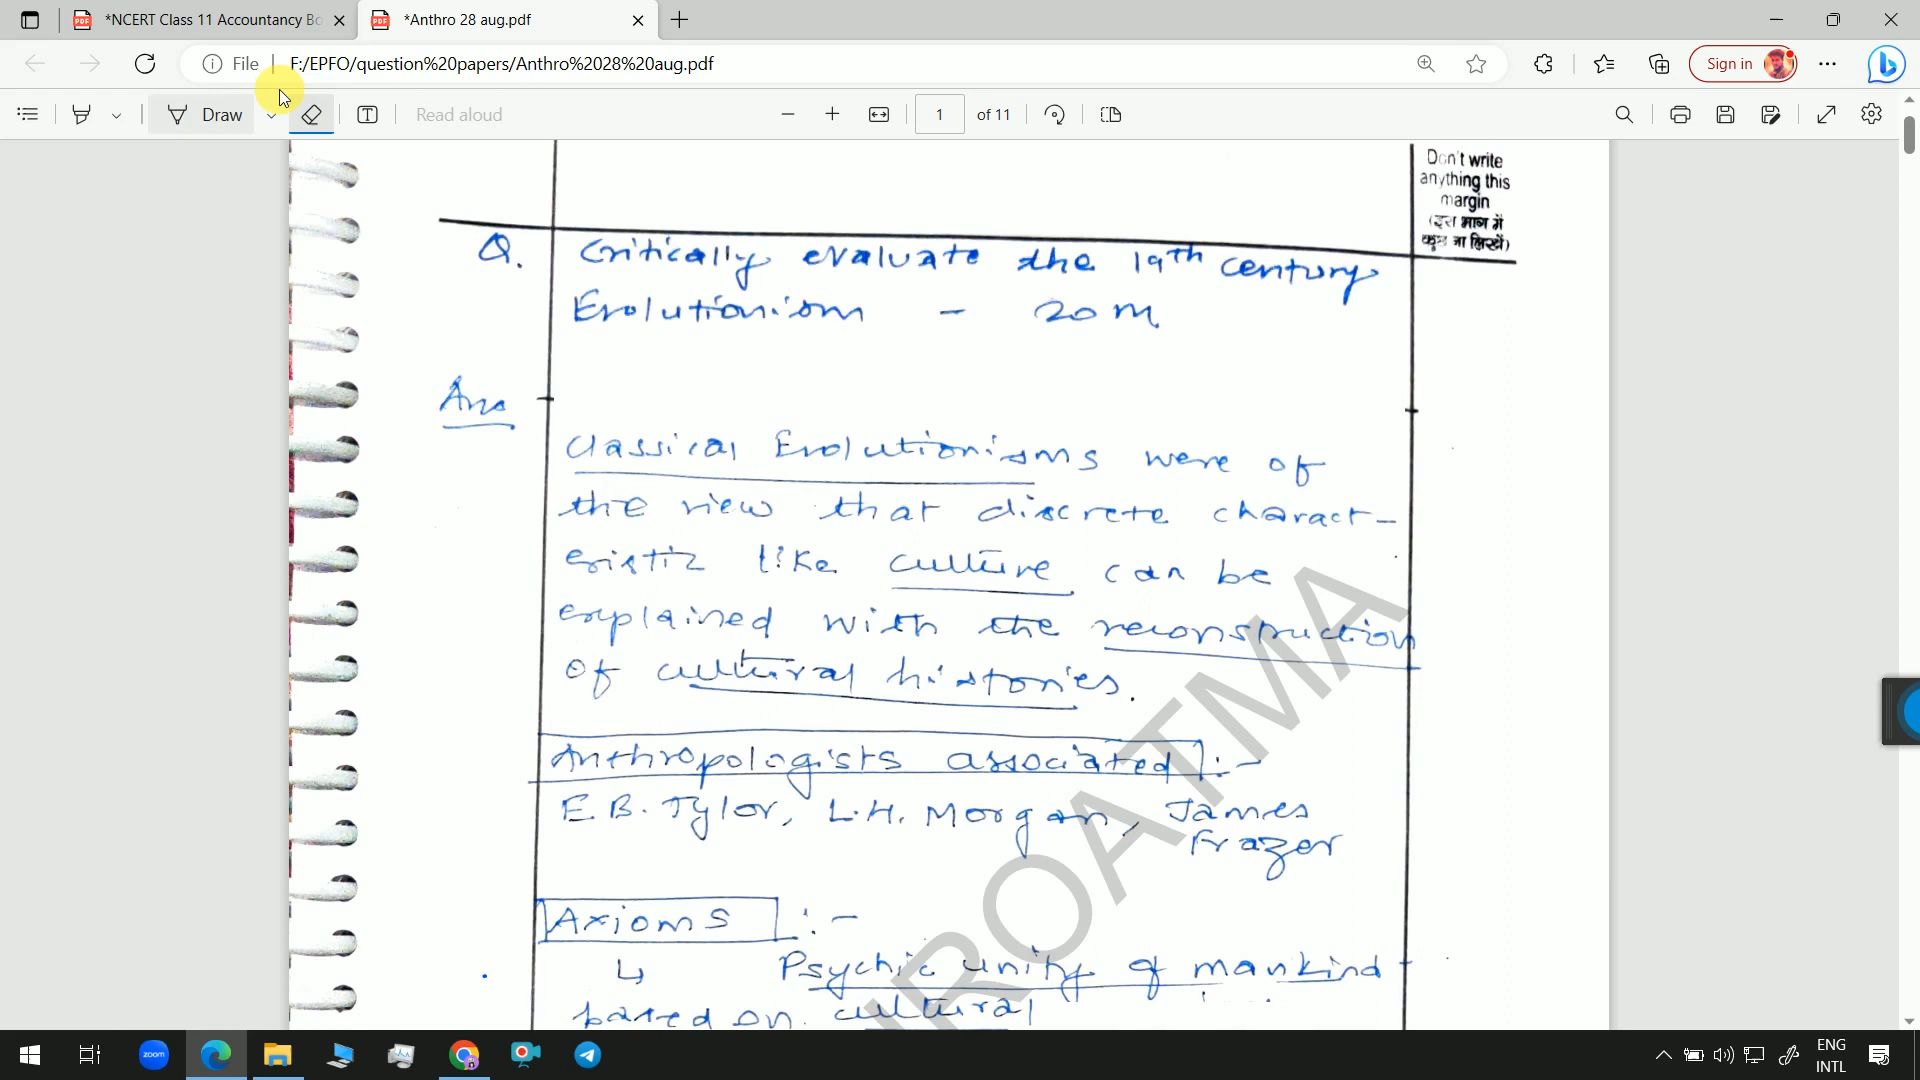 *NCERT Class 11 Accountancy Bo
*Anthro 28 aug.pdf
File
F:/EPFO/question%20papers/Anthro%2028%20aug.pdf
Sign in
Draw
Read aloud
1
of 11
Don't write
anything this
margin
(इस भाग में
कुछ ना लिखें)
Q. Critically evaluate the 19th century
Evolutionism - 20 m
Ans
Classical Evolutionisms were of
the view that discrete charact-
eristic like culture can be
explained with the reconstruction
of cultural histories.
Anthropologists associated :-
E.B. Tylor, L.H. Morgan, James
Frazer
Axioms :-
↳ Psychic unity of mankind
based on cultural
HROATMA
zoom
ENG
INTL